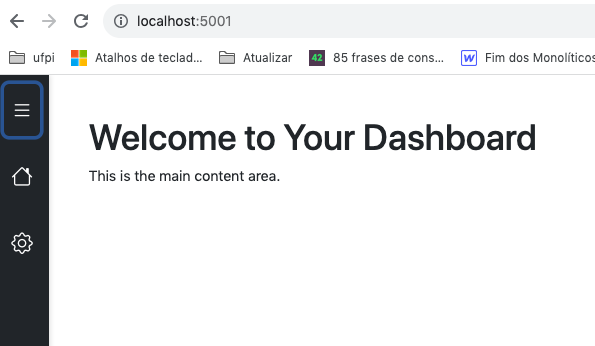 localhost:5001
ufpi Atalhos de teclad... Atualizar 42 85 frases de cons... W Fim dos Monolíticos
Welcome to Your Dashboard
This is the main content area.